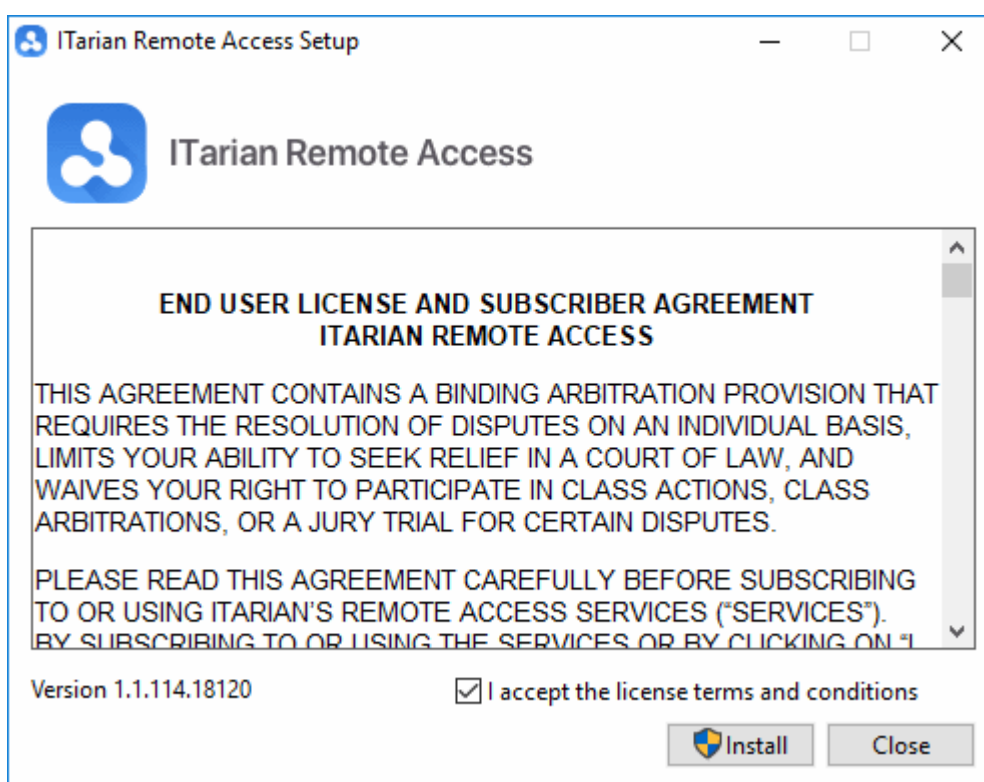 ITarian Remote Access Setup
ITarian Remote Access
END USER LICENSE AND SUBSCRIBER AGREEMENT
ITARIAN REMOTE ACCESS
THIS AGREEMENT CONTAINS A BINDING ARBITRATION PROVISION THAT
REQUIRES THE RESOLUTION OF DISPUTES ON AN INDIVIDUAL BASIS,
LIMITS YOUR ABILITY TO SEEK RELIEF IN A COURT OF LAW, AND
WAIVES YOUR RIGHT TO PARTICIPATE IN CLASS ACTIONS, CLASS
ARBITRATIONS, OR A JURY TRIAL FOR CERTAIN DISPUTES.
PLEASE READ THIS AGREEMENT CAREFULLY BEFORE SUBSCRIBING
TO OR USING ITARIAN’S REMOTE ACCESS SERVICES (“SERVICES”).
BY SUBSCRIBING TO OR USING THE SERVICES OR BY CLICKING ON “I
Version 1.1.114.18120
I accept the license terms and conditions
Install
Close